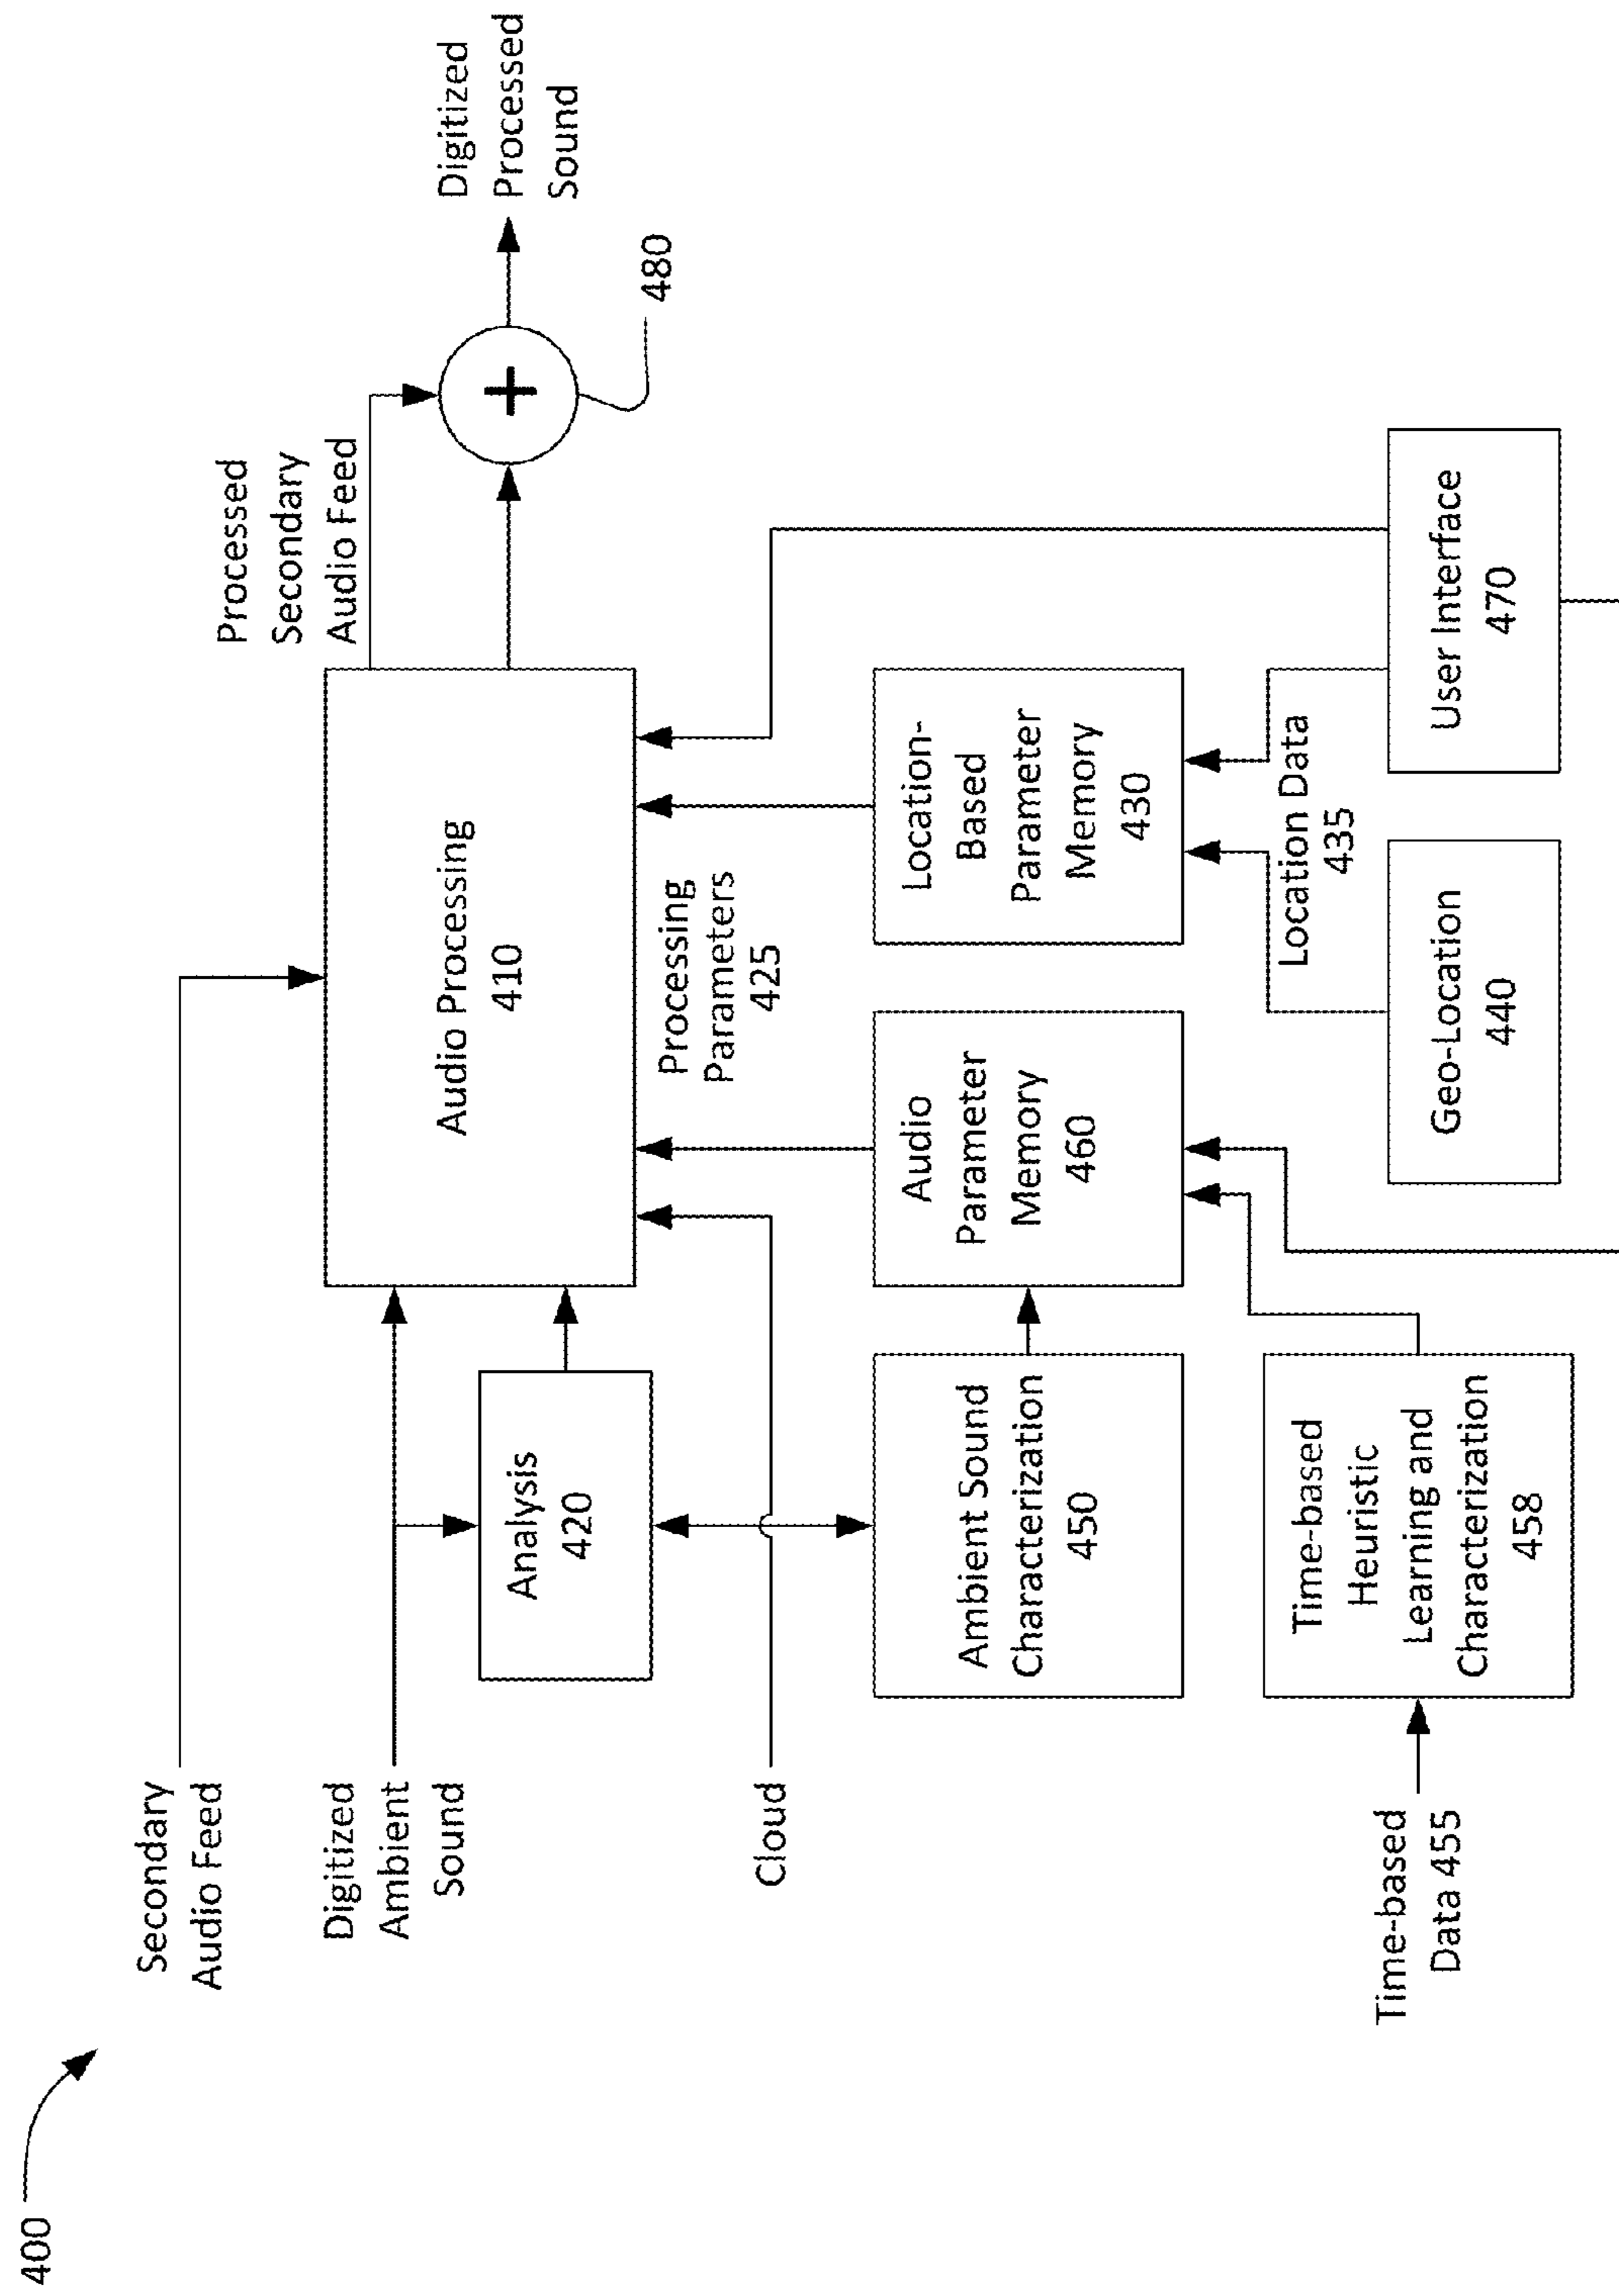 400
Secondary
Audio Feed
Digitized
Ambient
Sound
Cloud
Time-based
Data 455
Analysis
420
Ambient Sound
Characterization
450
Time-based
Heuristic
Learning and
Characterization
458
Audio Processing
410
Processing
Parameters
425
Audio
Parameter
Memory
460
Location-
Based
Parameter
Memory
430
Location Data
435
Geo-Location
440
User Interface
470
Processed
Secondary
Audio Feed
+
480
Digitized
Processed
Sound